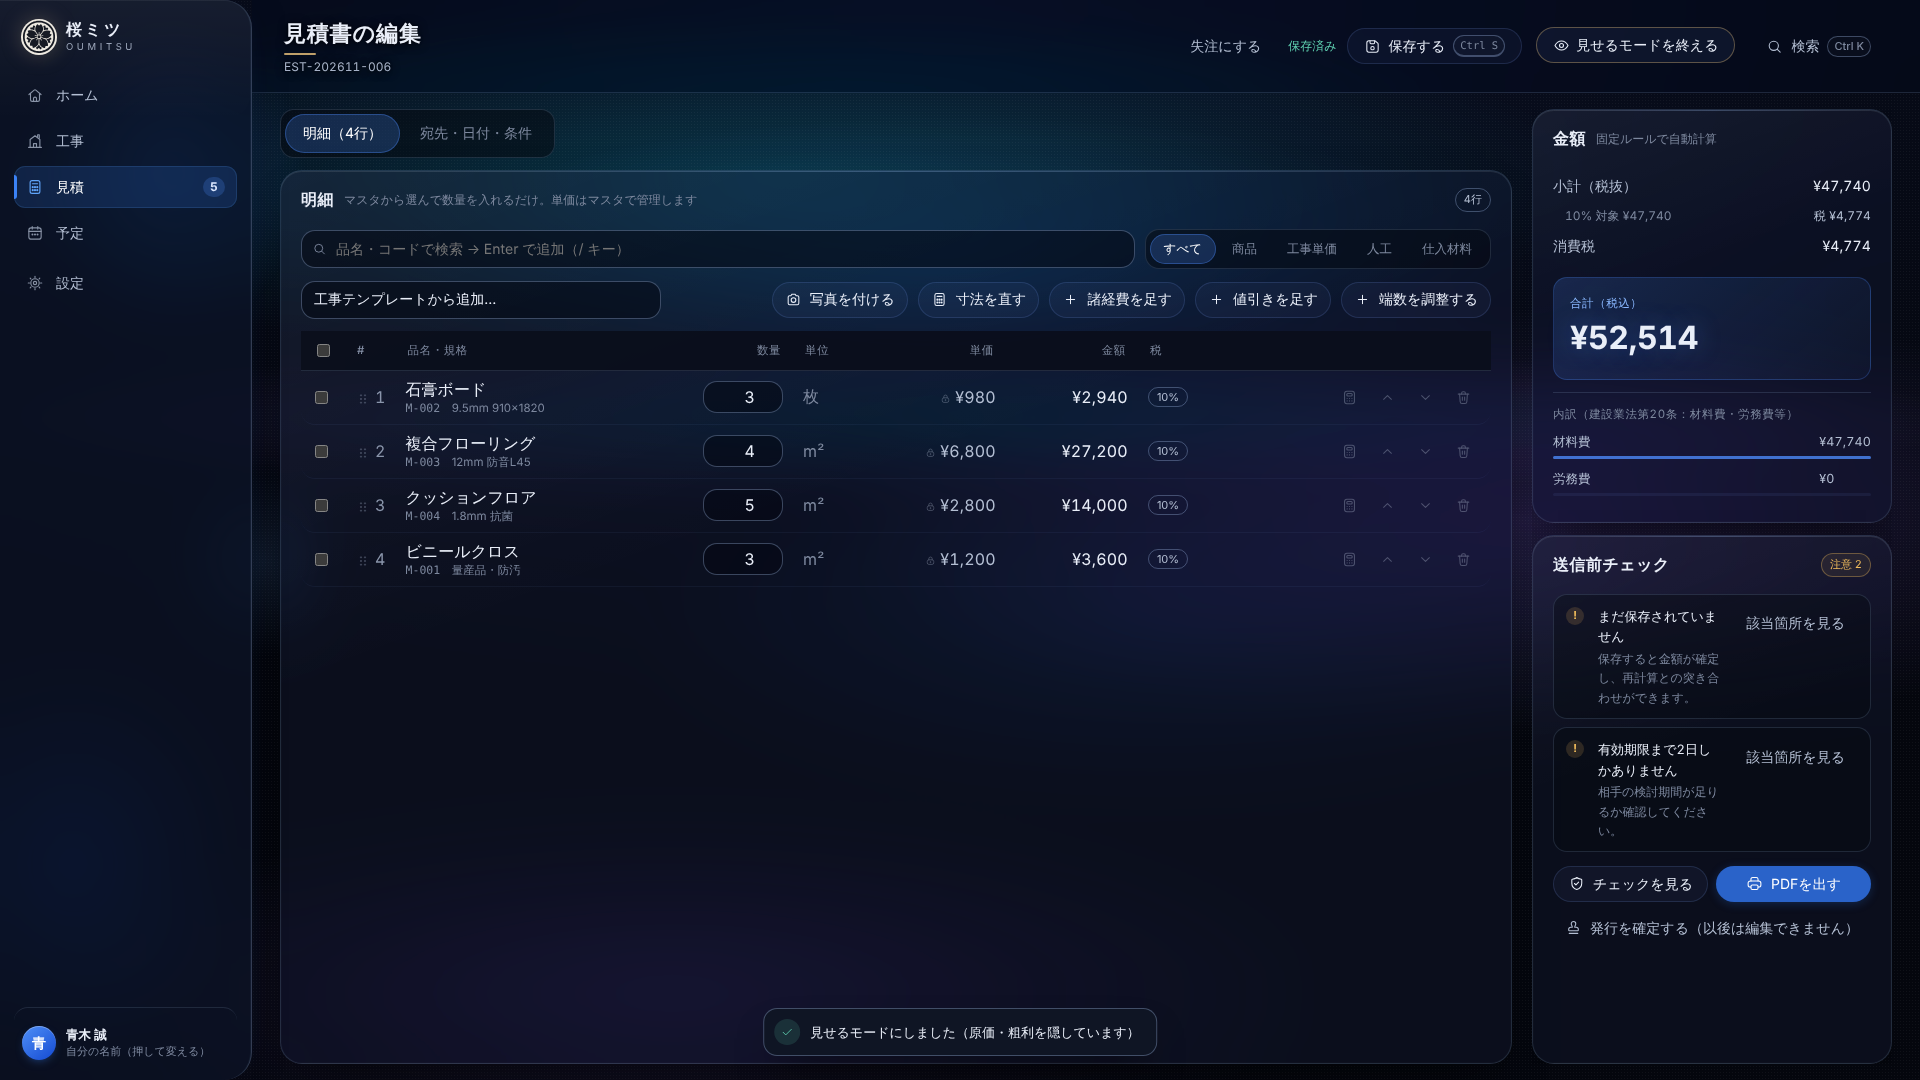 桜ミツ
OUMITSU
ホーム
工事
見積
5
予定
設定
青
青木 誠
自分の名前（押して変える）
見積書の編集
EST-202611-006
失注にする
保存済み
保存する
Ctrl S
見せるモードを終える
検索
Ctrl K
明細（4行）
宛先・日付・条件
明細
マスタから選んで数量を入れるだけ。単価はマスタで管理します
4行
品名・コードで検索 → Enter で追加（/ キー）
すべて
商品
工事単価
人工
仕入材料
工事テンプレートから追加...
写真を付ける
寸法を直す
＋ 諸経費を足す
＋ 値引きを足す
＋ 端数を調整する
# 品名・規格 数量 単位 単価 金額 税
1 石膏ボード 3 枚 ¥980 ¥2,940 10%
M-002 9.5mm 910×1820
2 複合フローリング 4 m² ¥6,800 ¥27,200 10%
M-003 12mm 防音L45
3 クッションフロア 5 m² ¥2,800 ¥14,000 10%
M-004 1.8mm 抗菌
4 ビニールクロス 3 m² ¥1,200 ¥3,600 10%
M-001 量産品・防汚
見せるモードにしました（原価・粗利を隠しています）
金額 固定ルールで自動計算
小計（税抜） ¥47,740
10% 対象 ¥47,740 税 ¥4,774
消費税 ¥4,774
合計（税込）
¥52,514
内訳（建設業法第20条：材料費・労務費等）
材料費 ¥47,740
労務費 ¥0
送信前チェック
注意 2
! まだ保存されていま
せん
保存すると金額が確定
し、再計算との突き合
わせができます。
該当箇所を見る
! 有効期限まで2日し
かありません
相手の検討期間が足り
るか確認してくださ
い。
該当箇所を見る
チェックを見る
PDFを出す
発行を確定する（以後は編集できません）